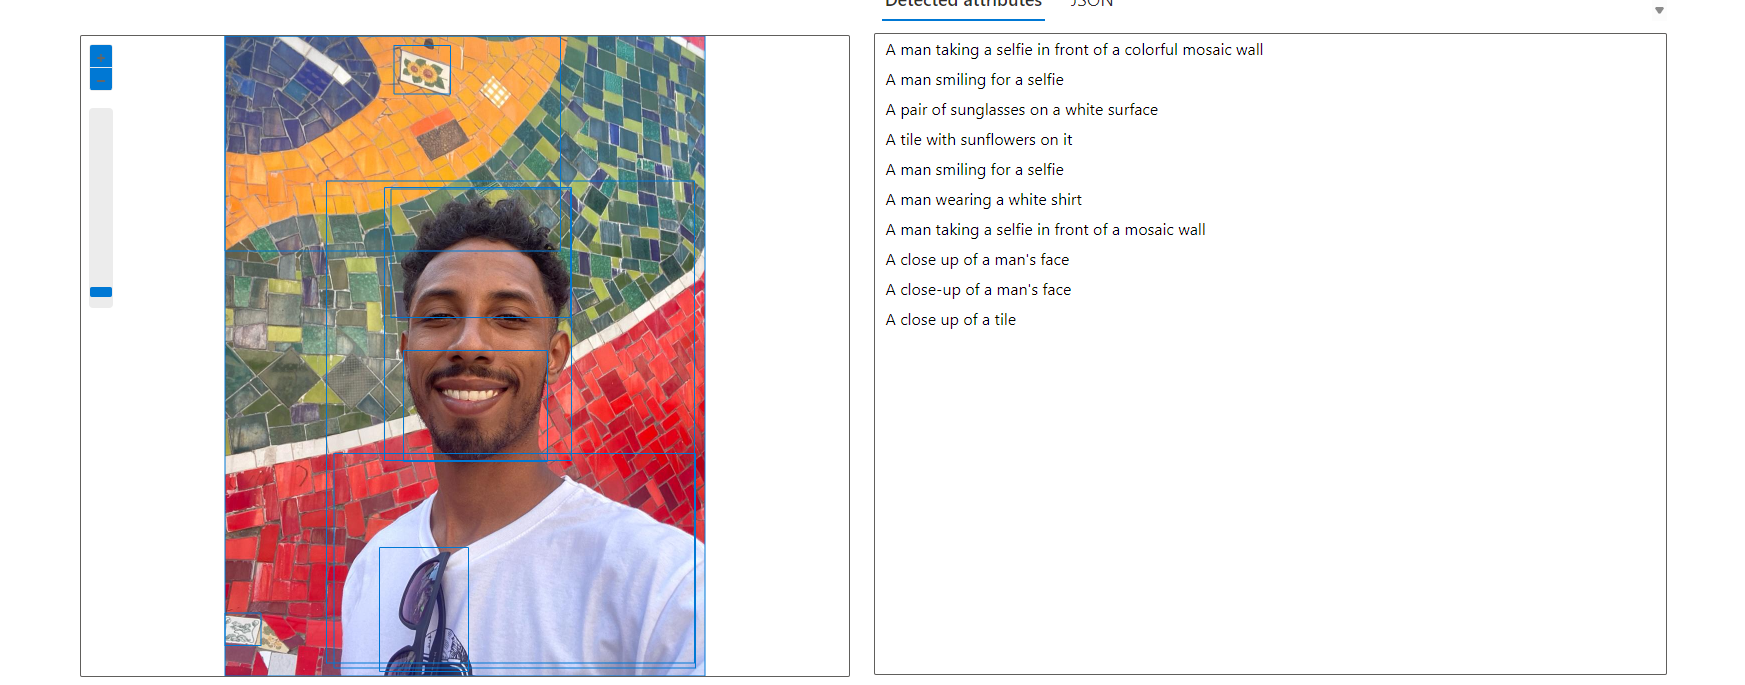 Detected attributes JSON
A man taking a selfie in front of a colorful mosaic wall
A man smiling for a selfie
A pair of sunglasses on a white surface
A tile with sunflowers on it
A man smiling for a selfie
A man wearing a white shirt
A man taking a selfie in front of a mosaic wall
A close up of a man's face
A close-up of a man's face
A close up of a tile